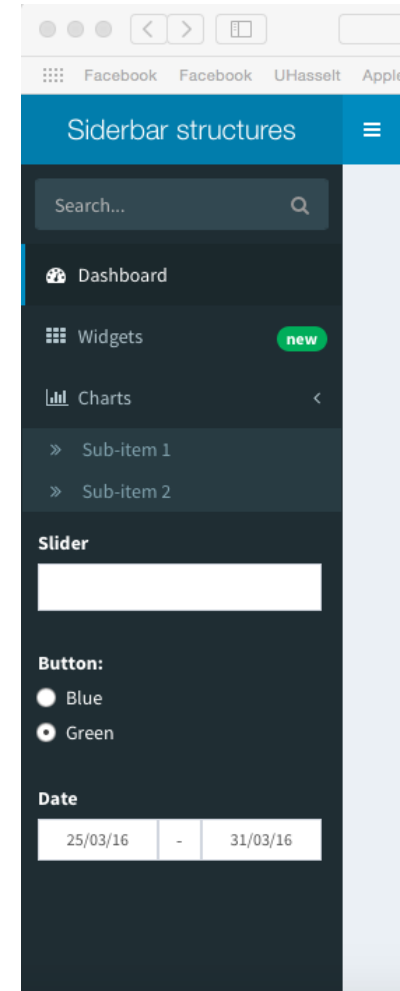 Facebook Facebook UHasselt Apple
Siderbar structures
Search...
Dashboard
Widgets new
Charts
Sub-item 1
Sub-item 2
Slider
Button:
Blue
Green
Date
25/03/16 - 31/03/16